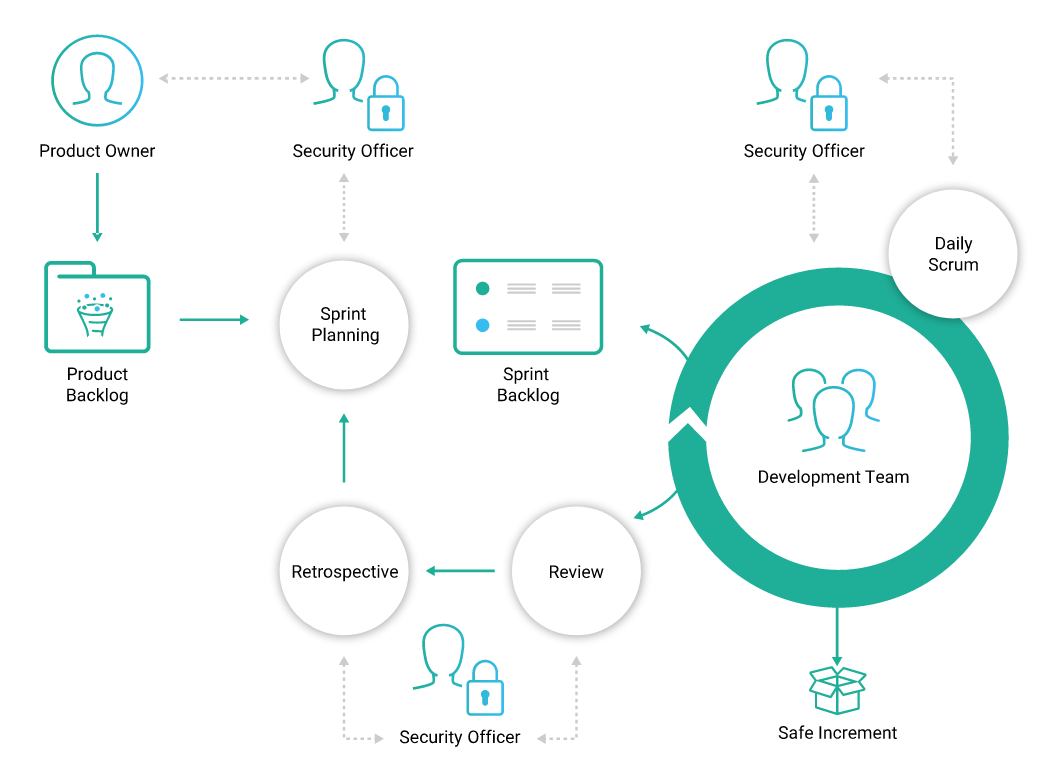 Product Owner
Security Officer
Security Officer
Daily
Scrum
Sprint
Planning
Product
Backlog
Sprint
Backlog
Development Team
Retrospective
Review
Security Officer
Safe Increment